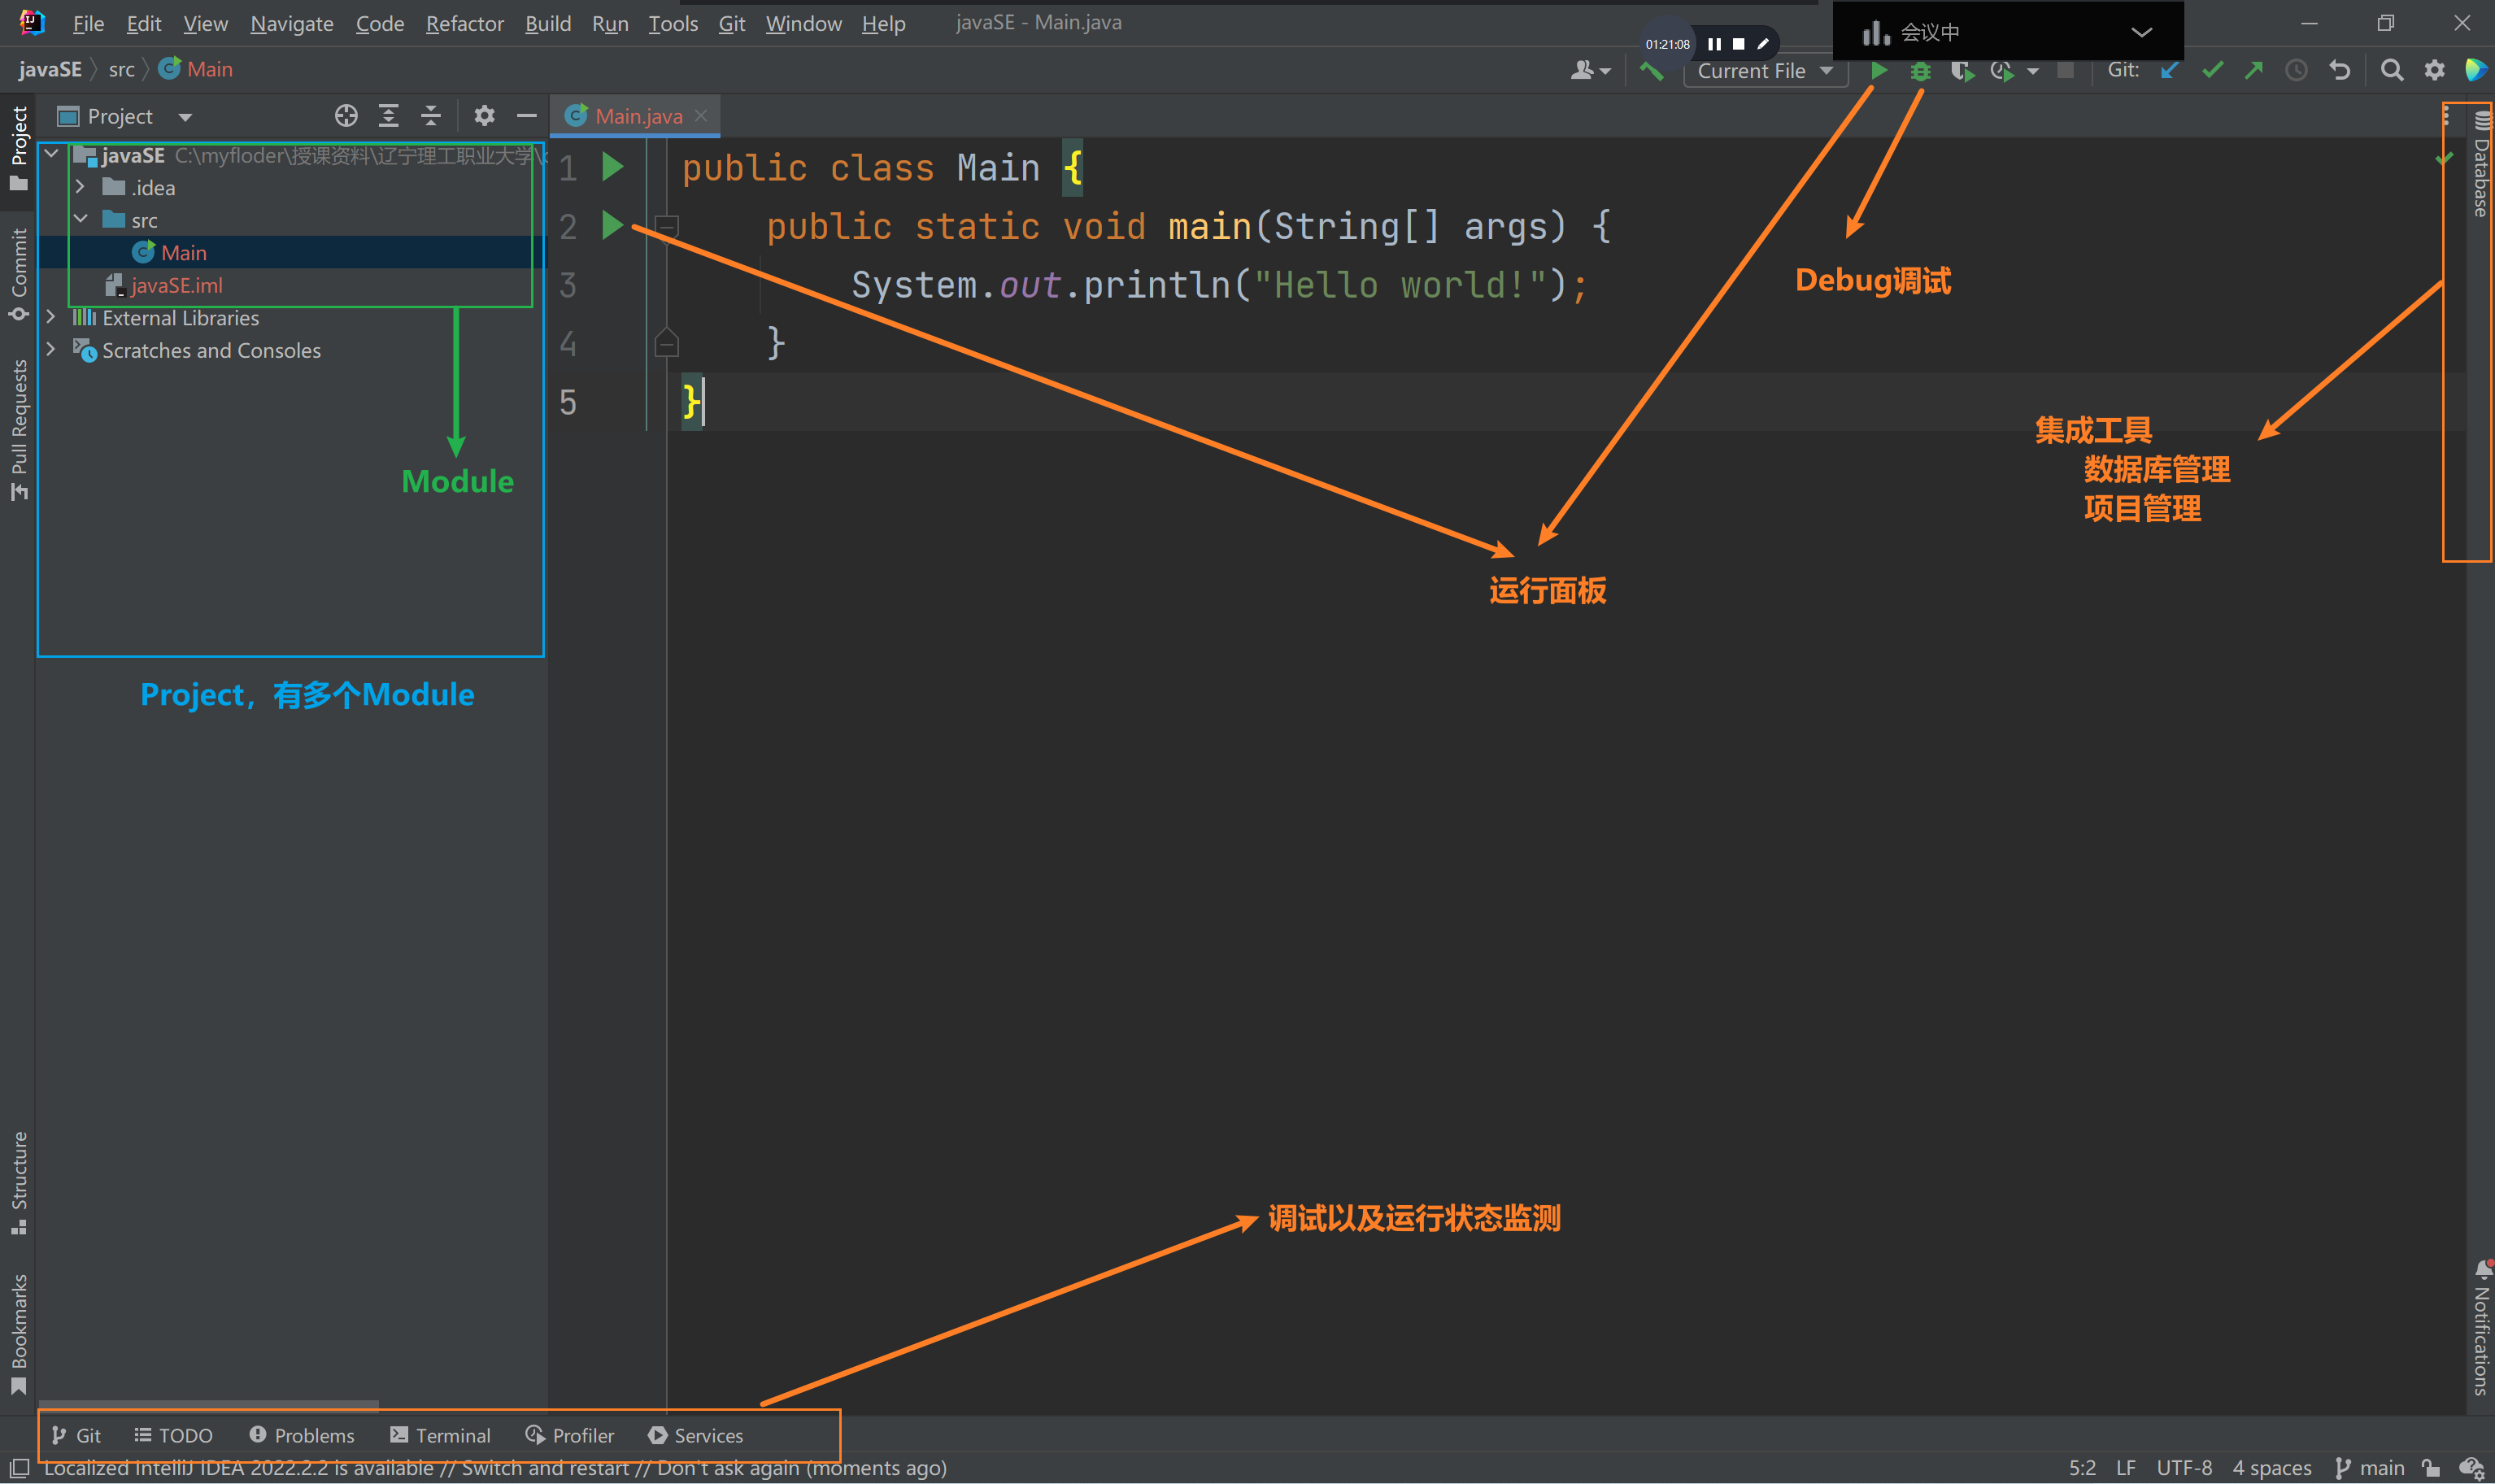 File Edit View Navigate Code Refactor Build Run Tools Git Window Help javaSE - Main.java
01:21:08
会议中
javaSE src Main
Current File
Git:
Project
Main.java
Project
Commit
Pull Requests
Structure
Bookmarks
javaSE C:\myfloder\授课资料\辽宁理工职业大学\
.idea
src
Main
javaSE.iml
External Libraries
Scratches and Consoles
Module
Project，有多个Module
1 public class Main {
2 public static void main(String[] args) {
3 System.out.println("Hello world!");
4 }
5 }
Debug调试
集成工具
数据库管理
项目管理
运行面板
调试以及运行状态监测
Database
Notifications
Git TODO Problems Terminal Profiler Services
Localized IntelliJ IDEA 2022.2.2 is available // Switch and restart // Don't ask again (moments ago)
5:2 LF UTF-8 4 spaces main